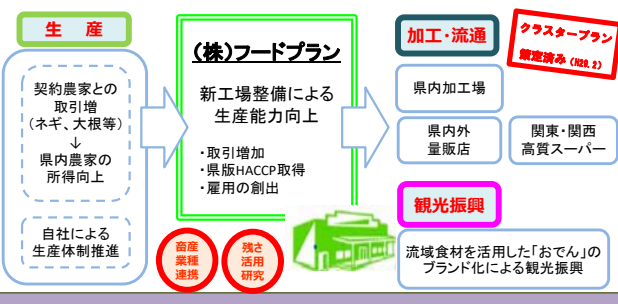 生　産
契約農家との
取引増
（ネギ、大根等）
↓
県内農家の
所得向上
自社による
生産体制推進
(株)フードプラン
新工場整備による
生産能力向上
・取引増加
・県版HACCP取得
・雇用の創出
畜産
業種
連携
残さ
活用
研究
加工・流通
クラスタープラン
策定済み（H29.2）
県内加工場
県内外
量販店
関東・関西
高質スーパー
観光振興
流域食材を活用した「おでん」の
ブランド化による観光振興